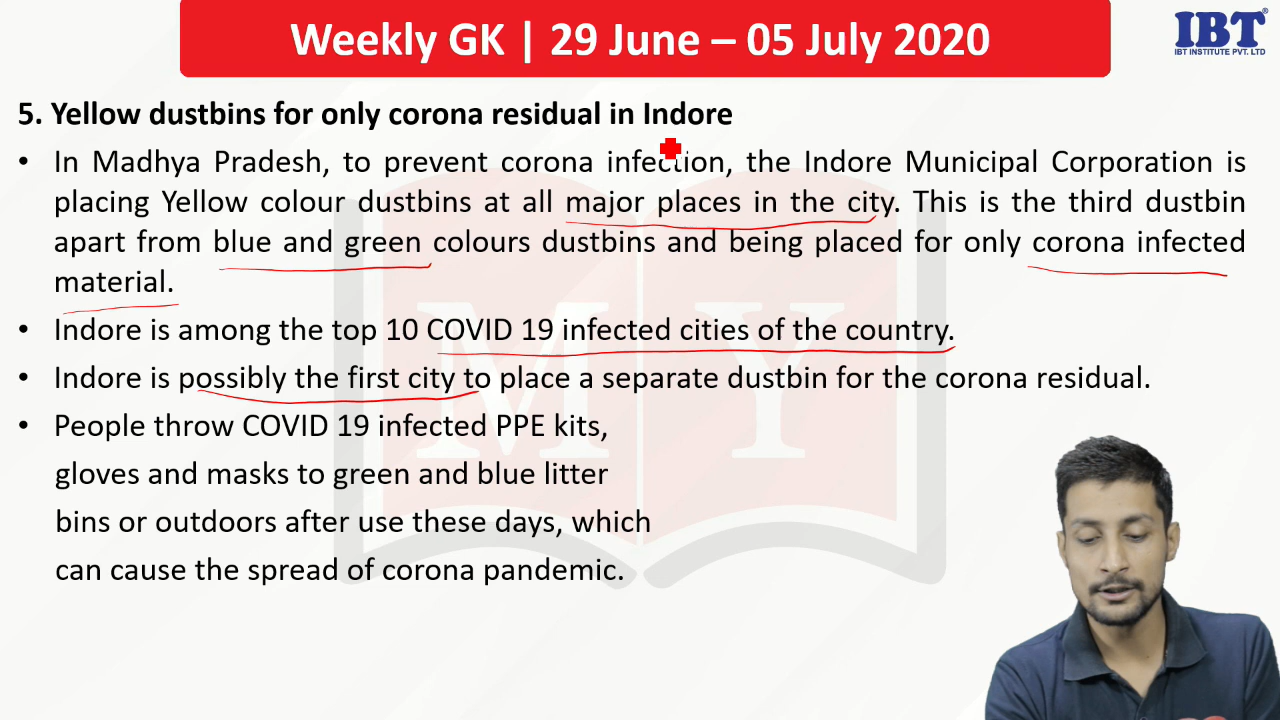 Weekly GK | 29 June – 05 July 2020
IBT
IBT INSTITUTE PVT. LTD
5. Yellow dustbins for only corona residual in Indore
• In Madhya Pradesh, to prevent corona infection, the Indore Municipal Corporation is
placing Yellow colour dustbins at all major places in the city. This is the third dustbin
apart from blue and green colours dustbins and being placed for only corona infected
material.
• Indore is among the top 10 COVID 19 infected cities of the country.
• Indore is possibly the first city to place a separate dustbin for the corona residual.
• People throw COVID 19 infected PPE kits,
gloves and masks to green and blue litter
bins or outdoors after use these days, which
can cause the spread of corona pandemic.
M Y